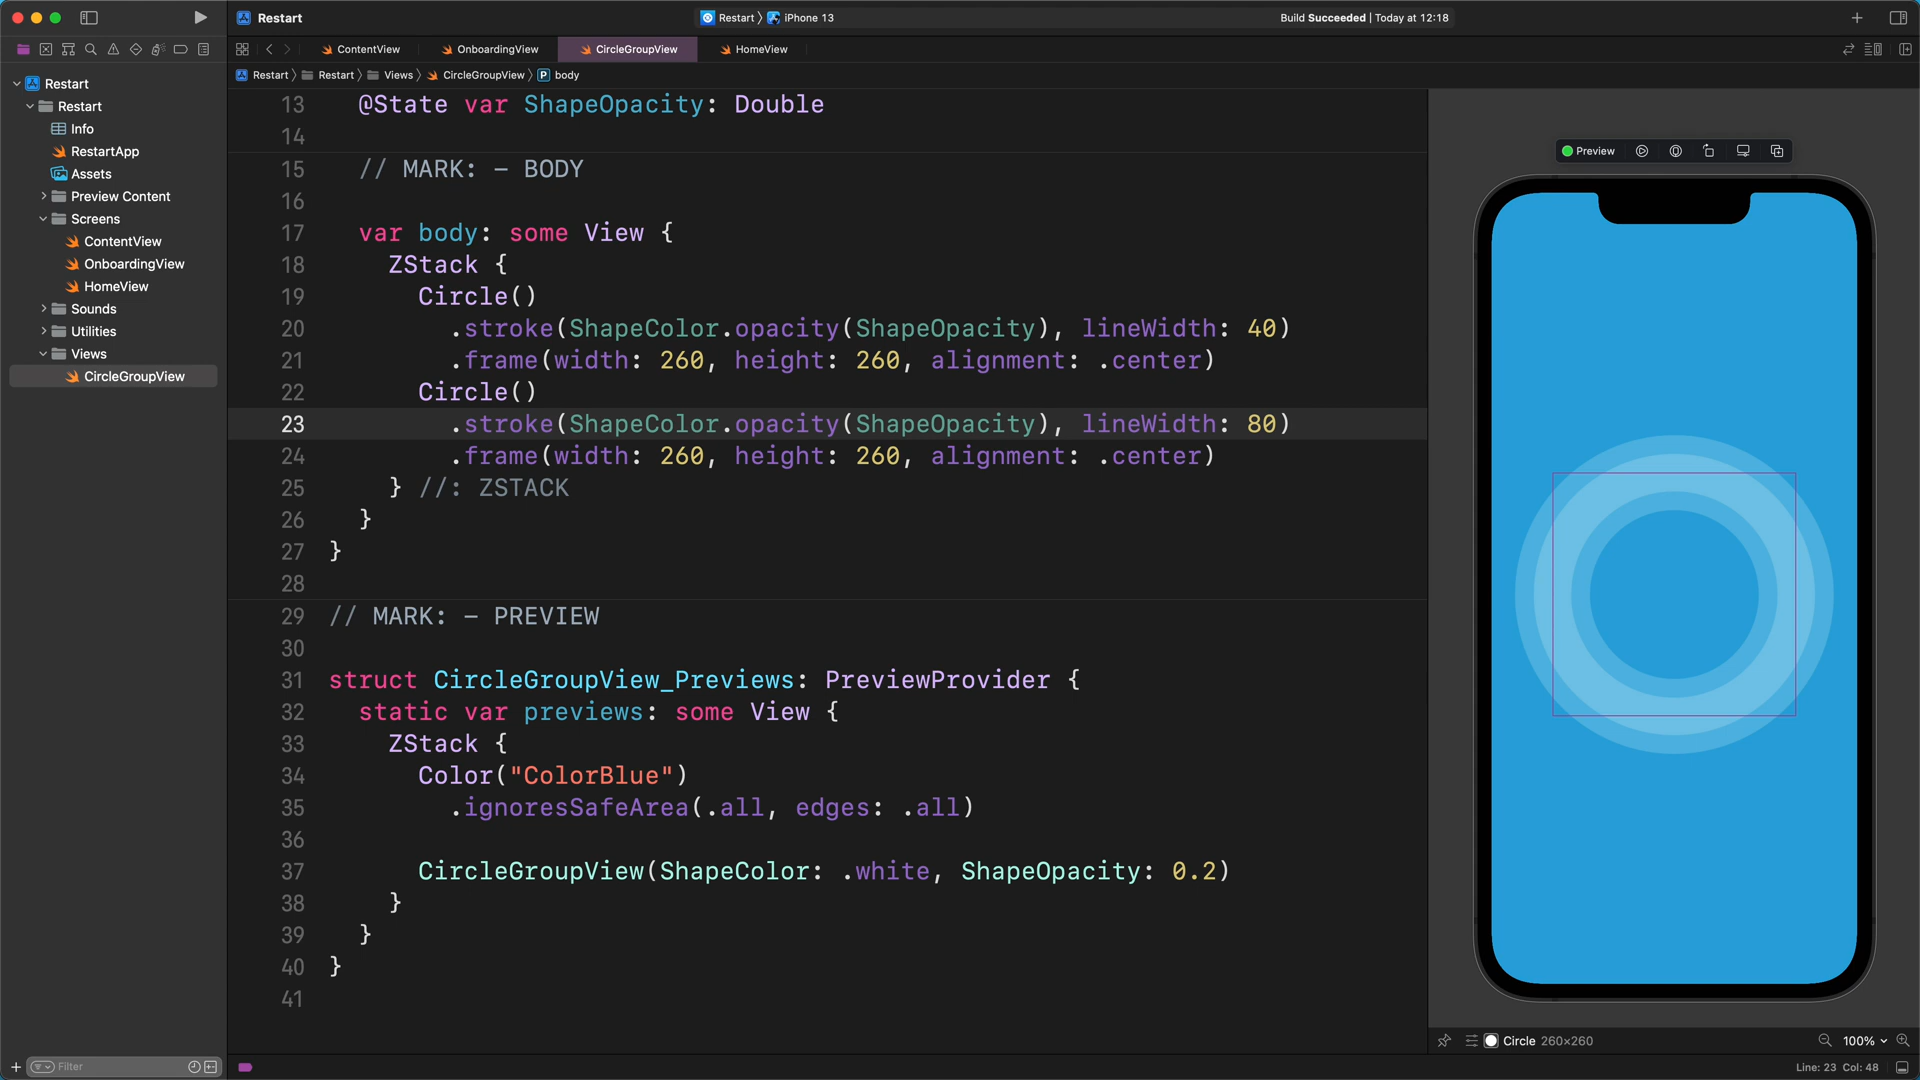 Restart
Restart 〉 iPhone 13
Build Succeeded | Today at 12:18
ContentView
OnboardingView
CircleGroupView
HomeView
Restart 〉 Restart 〉 Views 〉 CircleGroupView 〉 P body
Restart
Restart
Info
RestartApp
Assets
Preview Content
Screens
ContentView
OnboardingView
HomeView
Sounds
Utilities
Views
CircleGroupView
13 @State var ShapeOpacity: Double
14
15 // MARK: – BODY
16
17 var body: some View {
18 ZStack {
19 Circle()
20 .stroke(ShapeColor.opacity(ShapeOpacity), lineWidth: 40)
21 .frame(width: 260, height: 260, alignment: .center)
22 Circle()
23 .stroke(ShapeColor.opacity(ShapeOpacity), lineWidth: 80)
24 .frame(width: 260, height: 260, alignment: .center)
25 } //: ZSTACK
26 }
27 }
28
29 // MARK: – PREVIEW
30
31 struct CircleGroupView_Previews: PreviewProvider {
32 static var previews: some View {
33 ZStack {
34 Color("ColorBlue")
35 .ignoresSafeArea(.all, edges: .all)
36
37 CircleGroupView(ShapeColor: .white, ShapeOpacity: 0.2)
38 }
39 }
40 }
41
Preview
Circle 260×260
100%
Filter
Line: 23 Col: 48